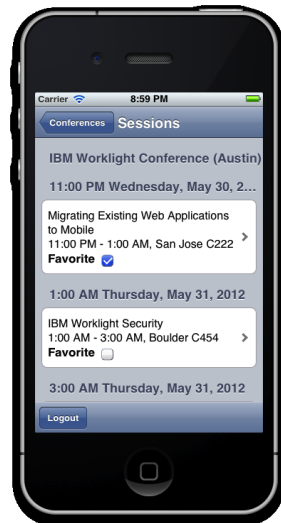 Carrier 8:59 PM
Conferences Sessions
IBM Worklight Conference (Austin)
11:00 PM Wednesday, May 30, 2...
Migrating Existing Web Applications
to Mobile
11:00 PM - 1:00 AM, San Jose C222
Favorite
1:00 AM Thursday, May 31, 2012
IBM Worklight Security
1:00 AM - 3:00 AM, Boulder C454
Favorite
3:00 AM Thursday, May 31, 2012
Logout